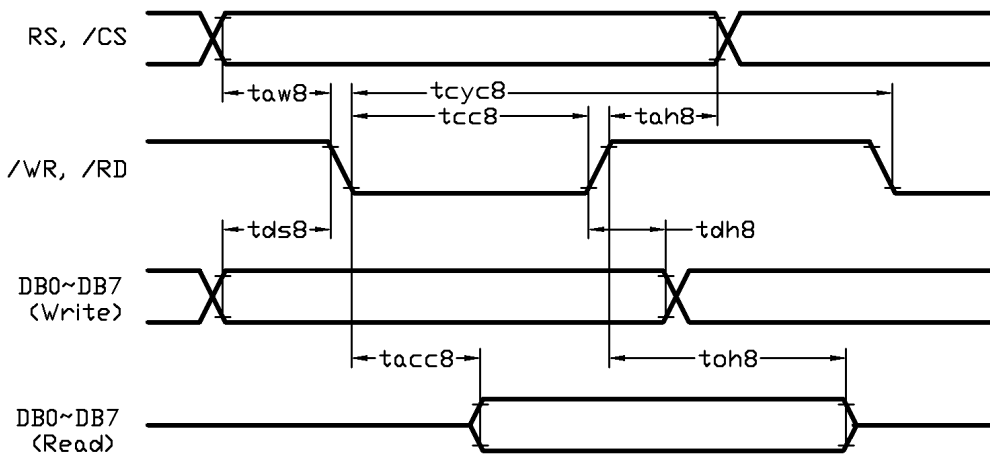 RS, /CS
taw8
tcyc8
tcc8
tah8
/WR, /RD
tds8
tdh8
DB0~DB7
(Write)
tacc8
toh8
DB0~DB7
(Read)